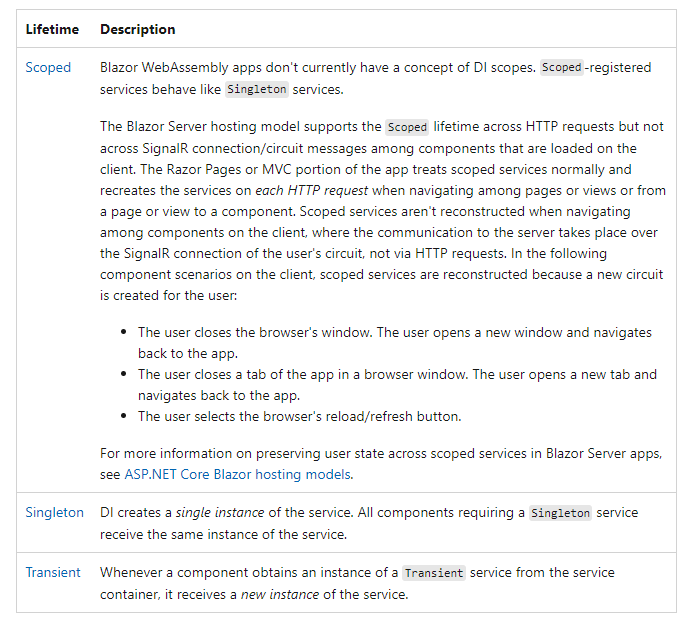 Lifetime Description
Scoped Blazor WebAssembly apps don't currently have a concept of DI scopes. Scoped-registered
services behave like Singleton services.
The Blazor Server hosting model supports the Scoped lifetime across HTTP requests but not
across SignalR connection/circuit messages among components that are loaded on the
client. The Razor Pages or MVC portion of the app treats scoped services normally and
recreates the services on each HTTP request when navigating among pages or views or from
a page or view to a component. Scoped services aren't reconstructed when navigating
among components on the client, where the communication to the server takes place over
the SignalR connection of the user's circuit, not via HTTP requests. In the following
component scenarios on the client, scoped services are reconstructed because a new circuit
is created for the user:
• The user closes the browser's window. The user opens a new window and navigates
back to the app.
• The user closes a tab of the app in a browser window. The user opens a new tab and
navigates back to the app.
• The user selects the browser's reload/refresh button.
For more information on preserving user state across scoped services in Blazor Server apps,
see ASP.NET Core Blazor hosting models.
Singleton DI creates a single instance of the service. All components requiring a Singleton service
receive the same instance of the service.
Transient Whenever a component obtains an instance of a Transient service from the service
container, it receives a new instance of the service.